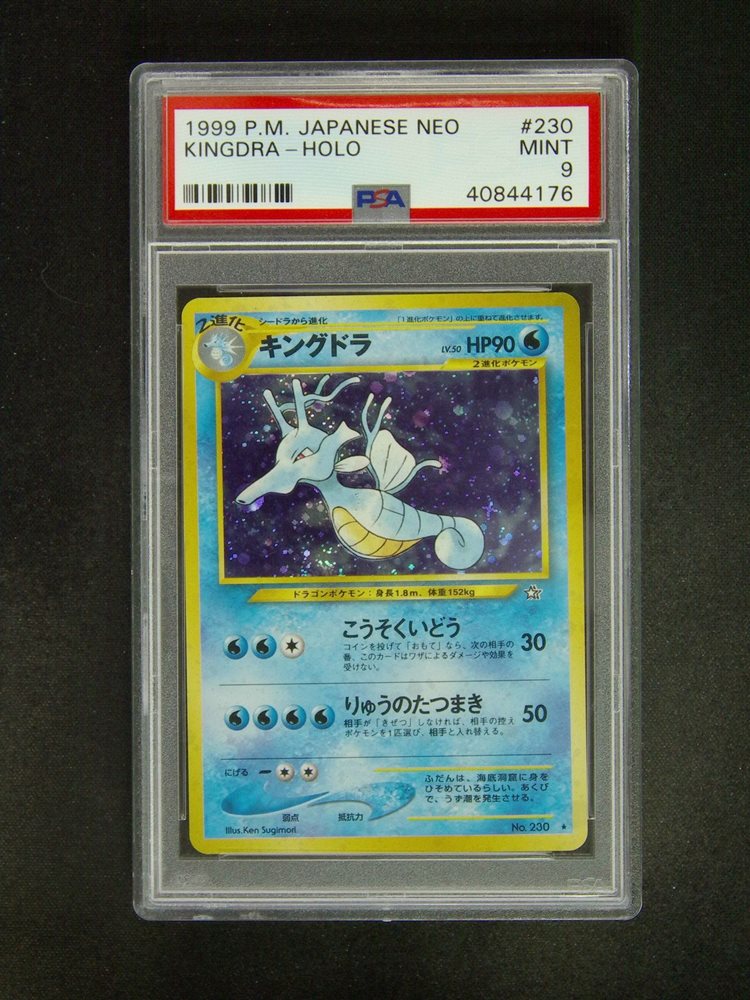 1999 P.M. JAPANESE NEO #230
KINGDRA – HOLO MINT
9
PSA 40844176
2進化 シードラから進化 「1進化ポケモン」の上に重ねて進化させます。
キングドラ LV.50 HP90
2進化ポケモン
ドラゴンポケモン：身長1.8m、体重152kg
こうそくいどう 30
コインを投げて「おもて」なら、次の相手の
番、このカードはワザによるダメージや効果を
受けない。
りゅうのたつまき 50
相手が「きぜつ」しなければ、相手の控え
ポケモンを1匹選び、相手と入れ替える。
にげる
ふだんは、海底洞窟に身を
ひそめているらしい。あくび
で、うず潮を発生させる。
弱点 抵抗力
Illus. Ken Sugimori No. 230